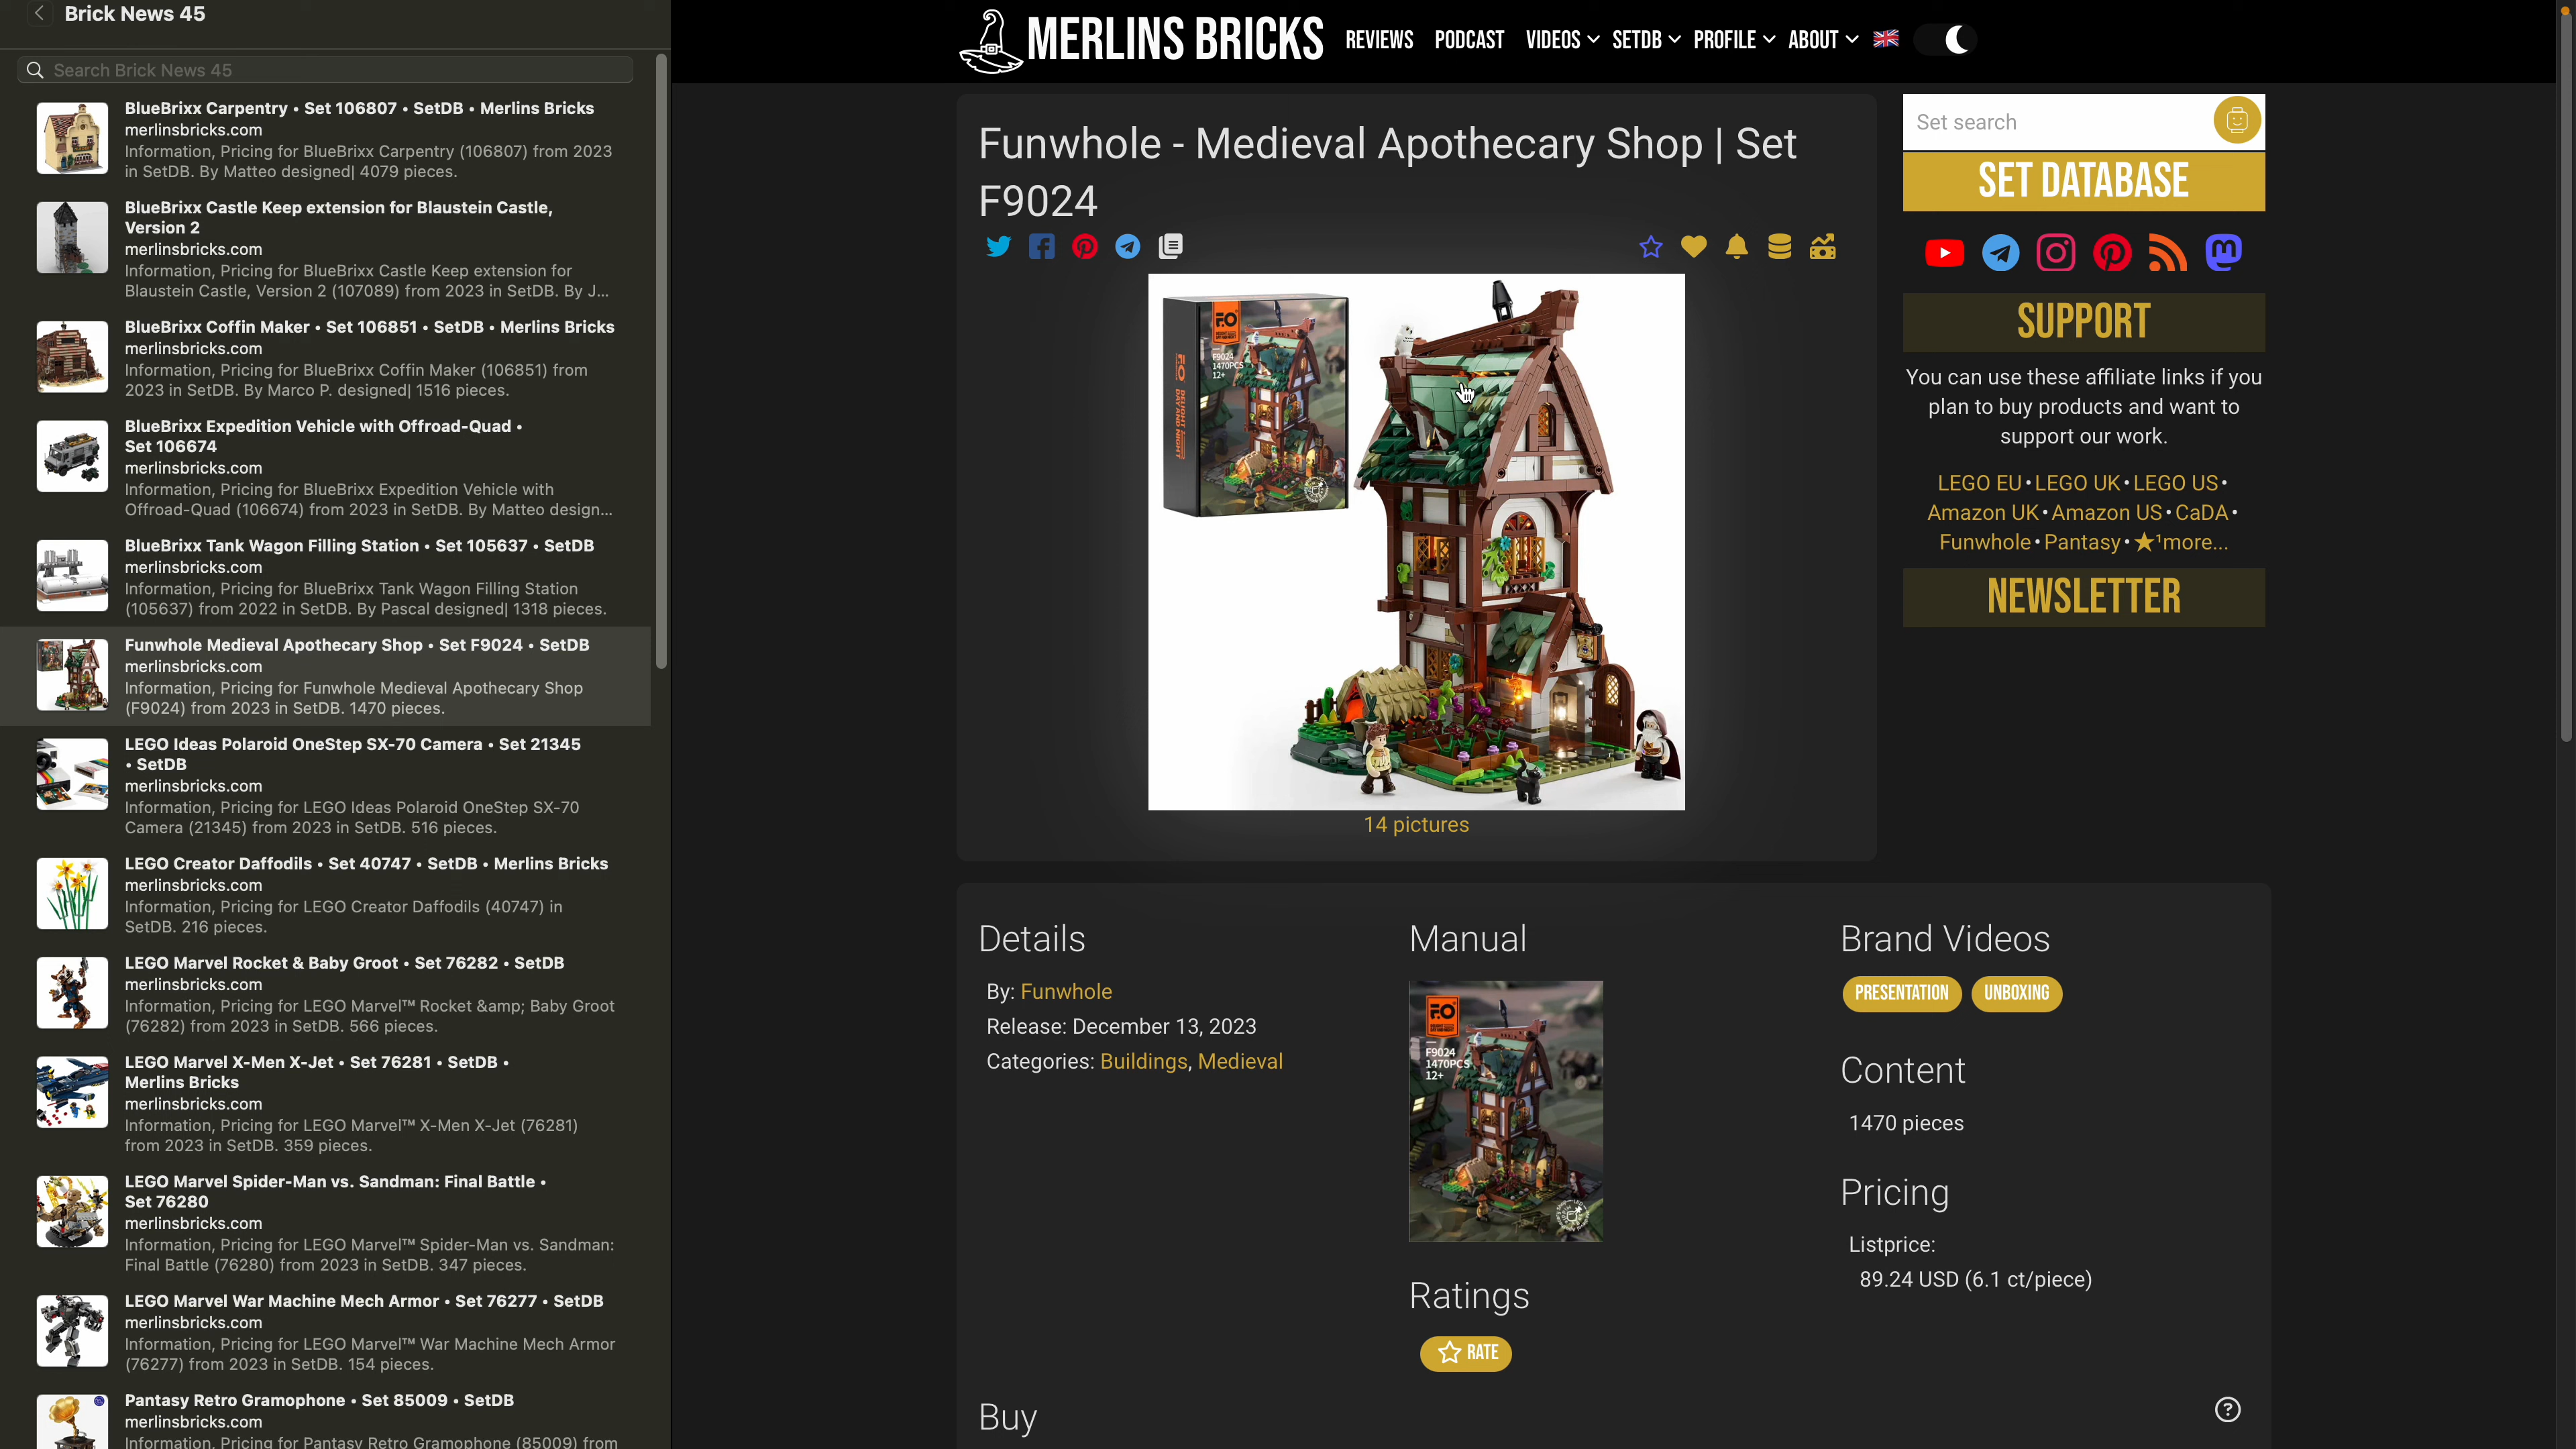 Brick News 45
Search Brick News 45
BlueBrixx Carpentry • Set 106807 • SetDB • Merlins Bricks
merlinsbricks.com
Information, Pricing for BlueBrixx Carpentry (106807) from 2023
in SetDB. By Matteo designed| 4079 pieces.
BlueBrixx Castle Keep extension for Blaustein Castle,
Version 2
merlinsbricks.com
Information, Pricing for BlueBrixx Castle Keep extension for
Blaustein Castle, Version 2 (107089) from 2023 in SetDB. By J...
BlueBrixx Coffin Maker • Set 106851 • SetDB • Merlins Bricks
merlinsbricks.com
Information, Pricing for BlueBrixx Coffin Maker (106851) from
2023 in SetDB. By Marco P. designed| 1516 pieces.
BlueBrixx Expedition Vehicle with Offroad-Quad •
Set 106674
merlinsbricks.com
Information, Pricing for BlueBrixx Expedition Vehicle with
Offroad-Quad (106674) from 2023 in SetDB. By Matteo design...
BlueBrixx Tank Wagon Filling Station • Set 105637 • SetDB
merlinsbricks.com
Information, Pricing for BlueBrixx Tank Wagon Filling Station
(105637) from 2022 in SetDB. By Pascal designed| 1318 pieces.
Funwhole Medieval Apothecary Shop • Set F9024 • SetDB
merlinsbricks.com
Information, Pricing for Funwhole Medieval Apothecary Shop
(F9024) from 2023 in SetDB. 1470 pieces.
LEGO Ideas Polaroid OneStep SX-70 Camera • Set 21345
• SetDB
merlinsbricks.com
Information, Pricing for LEGO Ideas Polaroid OneStep SX-70
Camera (21345) from 2023 in SetDB. 516 pieces.
LEGO Creator Daffodils • Set 40747 • SetDB • Merlins Bricks
merlinsbricks.com
Information, Pricing for LEGO Creator Daffodils (40747) in
SetDB. 216 pieces.
LEGO Marvel Rocket & Baby Groot • Set 76282 • SetDB
merlinsbricks.com
Information, Pricing for LEGO Marvel™ Rocket &amp; Baby Groot
(76282) from 2023 in SetDB. 566 pieces.
LEGO Marvel X-Men X-Jet • Set 76281 • SetDB •
Merlins Bricks
merlinsbricks.com
Information, Pricing for LEGO Marvel™ X-Men X-Jet (76281)
from 2023 in SetDB. 359 pieces.
LEGO Marvel Spider-Man vs. Sandman: Final Battle •
Set 76280
merlinsbricks.com
Information, Pricing for LEGO Marvel™ Spider-Man vs. Sandman:
Final Battle (76280) from 2023 in SetDB. 347 pieces.
LEGO Marvel War Machine Mech Armor • Set 76277 • SetDB
merlinsbricks.com
Information, Pricing for LEGO Marvel™ War Machine Mech Armor
(76277) from 2023 in SetDB. 154 pieces.
Pantasy Retro Gramophone • Set 85009 • SetDB
merlinsbricks.com
Information, Pricing for Pantasy Retro Gramophone (85009) from
MERLINS BRICKS REVIEWS PODCAST VIDEOS SETDB PROFILE ABOUT
Funwhole - Medieval Apothecary Shop | Set
F9024
F.O
F9024
1470PCS
12+
F.O
DELIGHT
DAY AND NIGHT
14 pictures
Set search
SET DATABASE
SUPPORT
You can use these affiliate links if you
plan to buy products and want to
support our work.
LEGO EU • LEGO UK • LEGO US •
Amazon UK • Amazon US • CaDA •
Funwhole • Pantasy • ★¹more...
NEWSLETTER
Details
By: Funwhole
Release: December 13, 2023
Categories: Buildings, Medieval
Manual
F.O
F9024
1470PCS
12+
Ratings
RATE
Brand Videos
PRESENTATION UNBOXING
Content
1470 pieces
Pricing
Listprice:
89.24 USD (6.1 ct/piece)
Buy
?